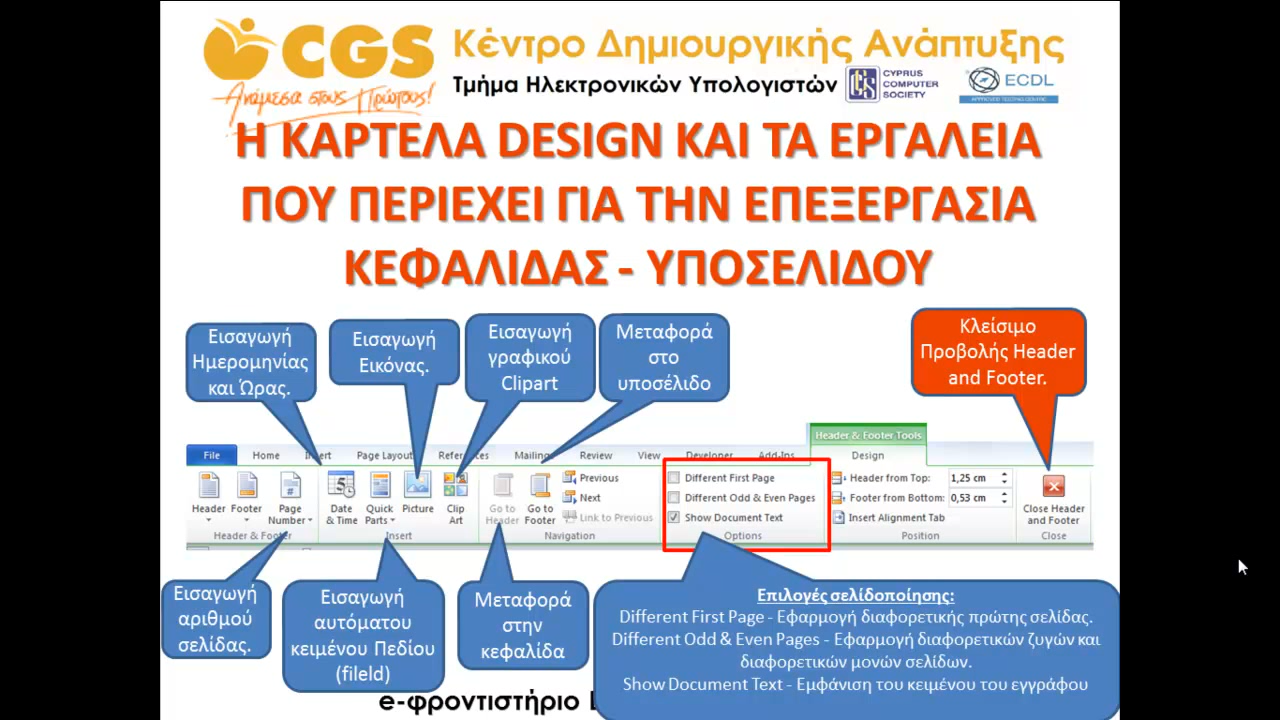 CGS Κέντρο Δημιουργικής Ανάπτυξης
Ανάμεσα στους Πρώτους!
Τμήμα Ηλεκτρονικών Υπολογιστών
CCS CYPRUS COMPUTER SOCIETY
ECDL
APPROVED TESTING CENTRE
Η ΚΑΡΤΕΛΑ DESIGN ΚΑΙ ΤΑ ΕΡΓΑΛΕΙΑ
ΠΟΥ ΠΕΡΙΕΧΕΙ ΓΙΑ ΤΗΝ ΕΠΕΞΕΡΓΑΣΙΑ
ΚΕΦΑΛΙΔΑΣ - ΥΠΟΣΕΛΙΔΟΥ
Εισαγωγή
Ημερομηνίας
και Ώρας.
Εισαγωγή
Εικόνας.
Εισαγωγή
γραφικού
Clipart
Μεταφορά
στο
υποσέλιδο
Κλείσιμο
Προβολής Header
and Footer.
Header & Footer Tools
File Home Insert Page Layout References Mailings Review View Developer Add-Ins Design
Header Footer Page Number
Header & Footer
Date & Time Quick Parts Picture Clip Art
Insert
Go to Header Go to Footer
Previous
Next
Link to Previous
Navigation
Different First Page
Different Odd & Even Pages
Show Document Text
Options
Header from Top: 1,25 cm
Footer from Bottom: 0,53 cm
Insert Alignment Tab
Position
Close Header and Footer
Close
Εισαγωγή
αριθμού
σελίδας.
Εισαγωγή
αυτόματου
κειμένου Πεδίου
(fileld)
Μεταφορά
στην
κεφαλίδα
Επιλογές σελίδοποίησης:
Different First Page - Εφαρμογή διαφορετικής πρώτης σελίδας.
Different Odd & Even Pages - Εφαρμογή διαφορετικών ζυγών και
διαφορετικών μονών σελίδων.
Show Document Text - Εμφάνιση του κειμένου του εγγράφου
e-φροντιστήριο